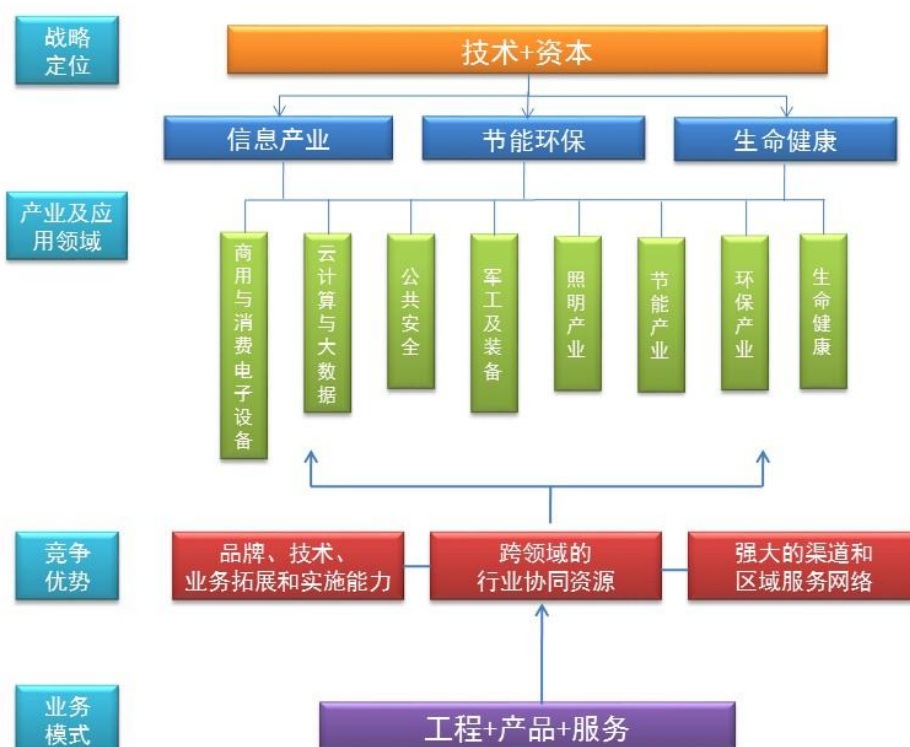 战略
定位
技术+资本
信息产业
节能环保
生命健康
产业及应
用领域
商用与消费电子设备
云计算与大数据
公共安全
军工及装备
照明产业
节能产业
环保产业
生命健康
竞争
优势
品牌、技术、
业务拓展和实施能力
跨领域的
行业协同资源
强大的渠道和
区域服务网络
业务
模式
工程+产品+服务